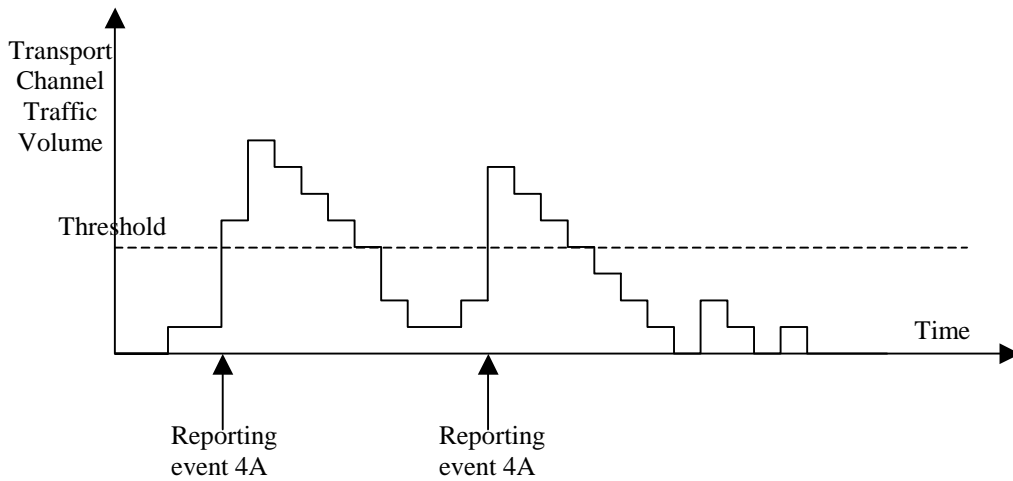 Transport
Channel
Traffic
Volume
Threshold
Time
Reporting
event 4A
Reporting
event 4A